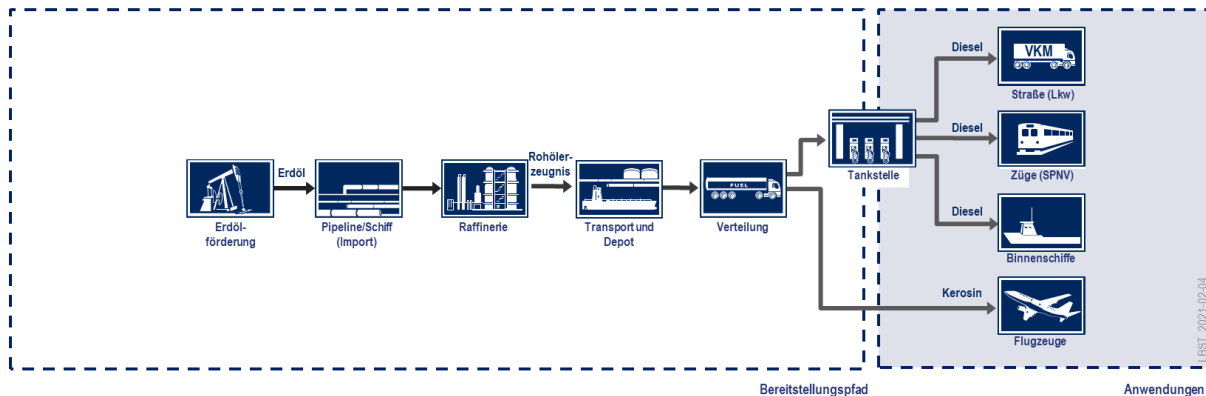 Erdöl
Erdöl-
förderung
Pipeline/Schiff
(Import)
Raffinerie
Rohöler-
zeugnis
Transport und
Depot
FUEL
Verteilung
Tankstelle
Diesel
VKM
Straße (Lkw)
Diesel
Züge (SPNV)
Diesel
Binnenschiffe
Kerosin
Flugzeuge
LBST, 2021-02-04
Bereitstellungspfad
Anwendungen